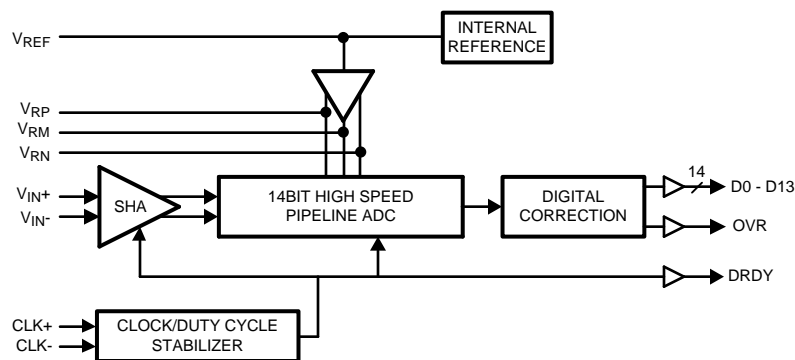 INTERNAL
REFERENCE
VREF
VRP
VRM
VRN
VIN+
VIN-
SHA
14BIT HIGH SPEED
PIPELINE ADC
DIGITAL
CORRECTION
14
D0 - D13
OVR
DRDY
CLK+
CLK-
CLOCK/DUTY CYCLE
STABILIZER